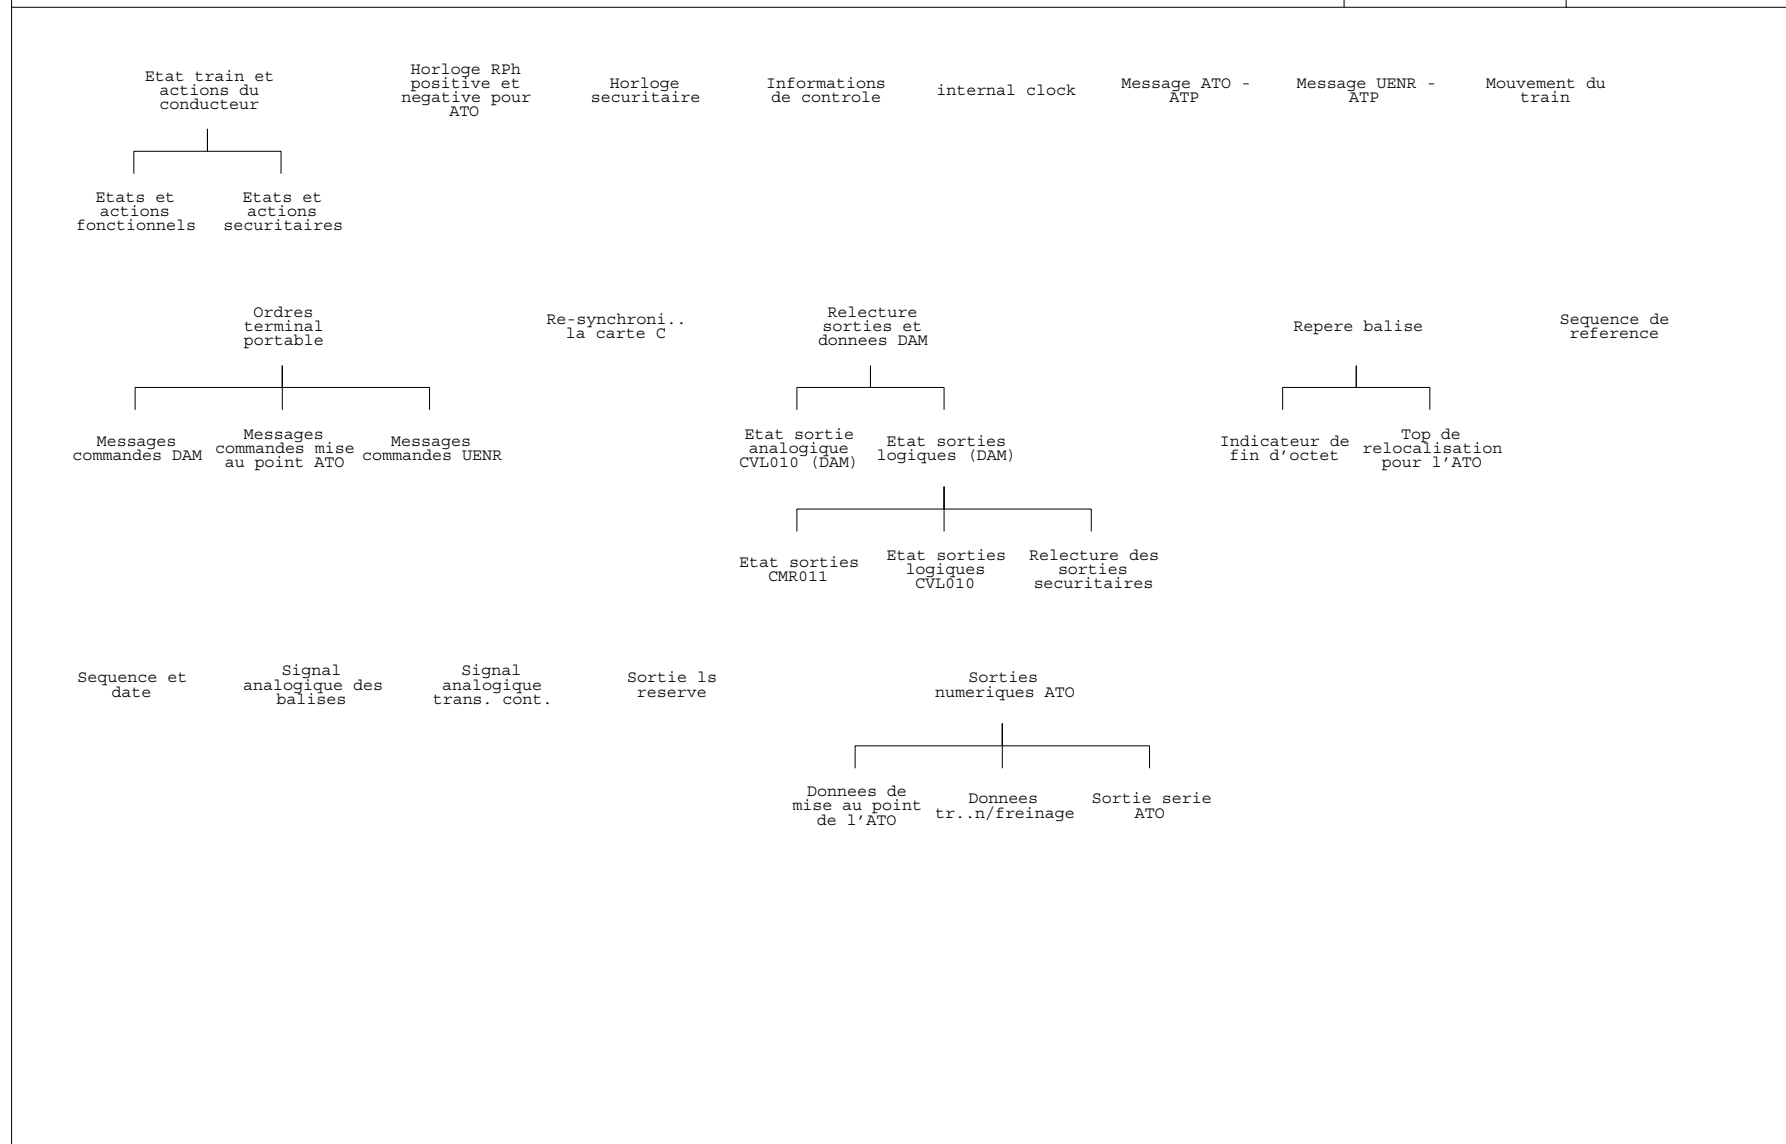 Etat train et
actions du
conducteur
Horloge RPh
positive et
negative pour
ATO
Horloge
securitaire
Informations
de controle
internal clock
Message ATO -
ATP
Message UENR -
ATP
Mouvement du
train
Etats et
actions
fonctionnels
Etats et
actions
securitaires
Ordres
terminal
portable
Re-synchroni..
la carte C
Relecture
sorties et
donnees DAM
Repere balise
Sequence de
reference
Messages
commandes DAM
Messages
commandes mise
au point ATO
Messages
commandes UENR
Etat sortie
analogique
CVL010 (DAM)
Etat sorties
logiques (DAM)
Indicateur de
fin d'octet
Top de
relocalisation
pour l'ATO
Etat sorties
CMR011
Etat sorties
logiques
CVL010
Relecture des
sorties
securitaires
Sequence et
date
Signal
analogique des
balises
Signal
analogique
trans. cont.
Sortie ls
reserve
Sorties
numeriques ATO
Donnees de
mise au point
de l'ATO
Donnees
tr..n/freinage
Sortie serie
ATO